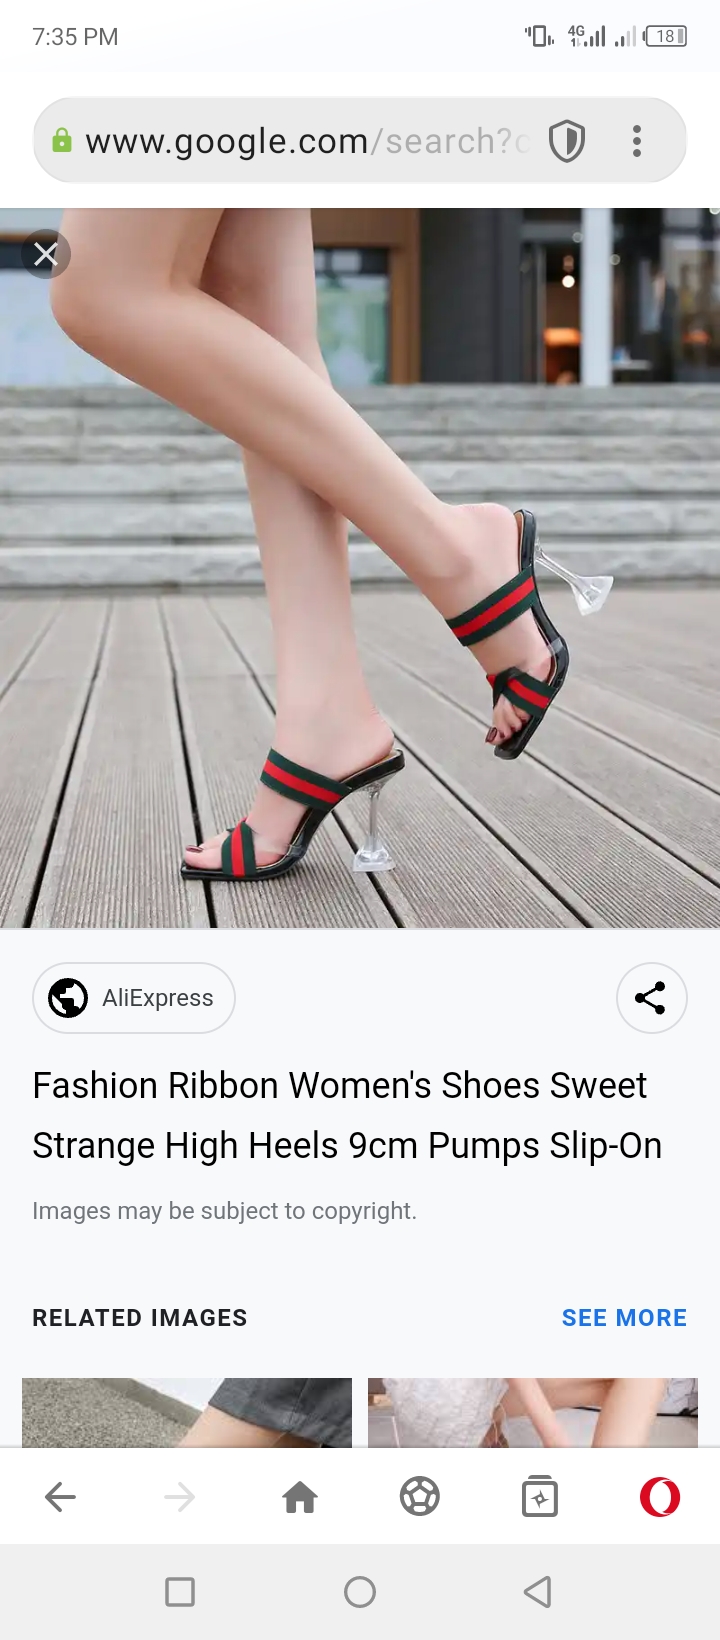 7:35 PM
4G
18
www.google.com/search?
AliExpress
Fashion Ribbon Women's Shoes Sweet
Strange High Heels 9cm Pumps Slip-On
Images may be subject to copyright.
RELATED IMAGES
SEE MORE